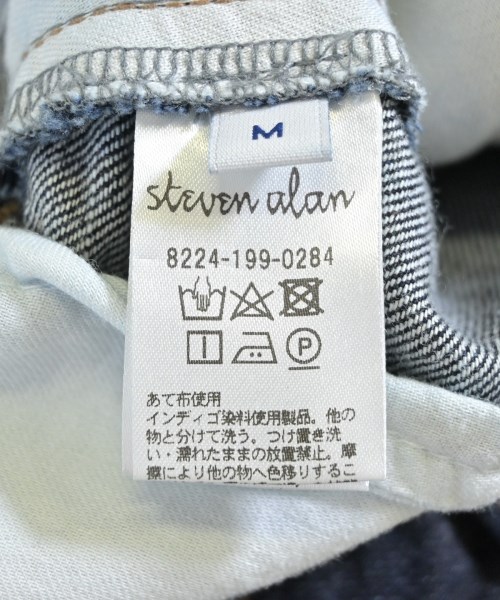 M
steven alan
8224-199-0284
P
あて布使用
インディゴ染料使用製品。他の
物と分けて洗う。つけ置き洗
い・濡れたままの放置禁止。摩
擦により他の物へ色移りするこ